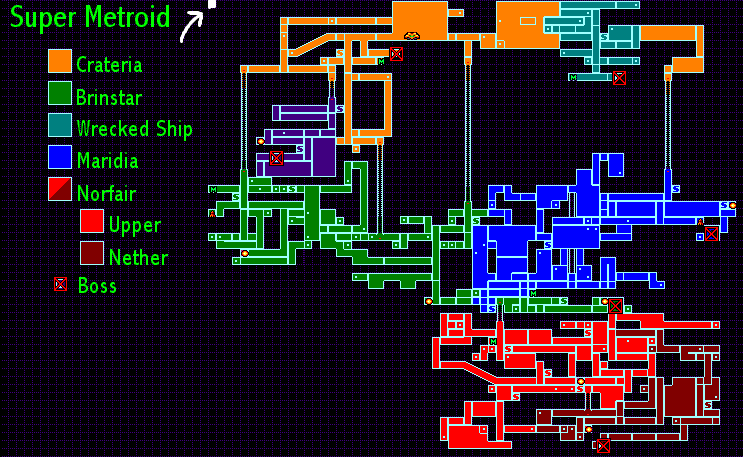 Super Metroid
Crateria
Brinstar
Wrecked Ship
Maridia
Norfair
Upper
Nether
Boss